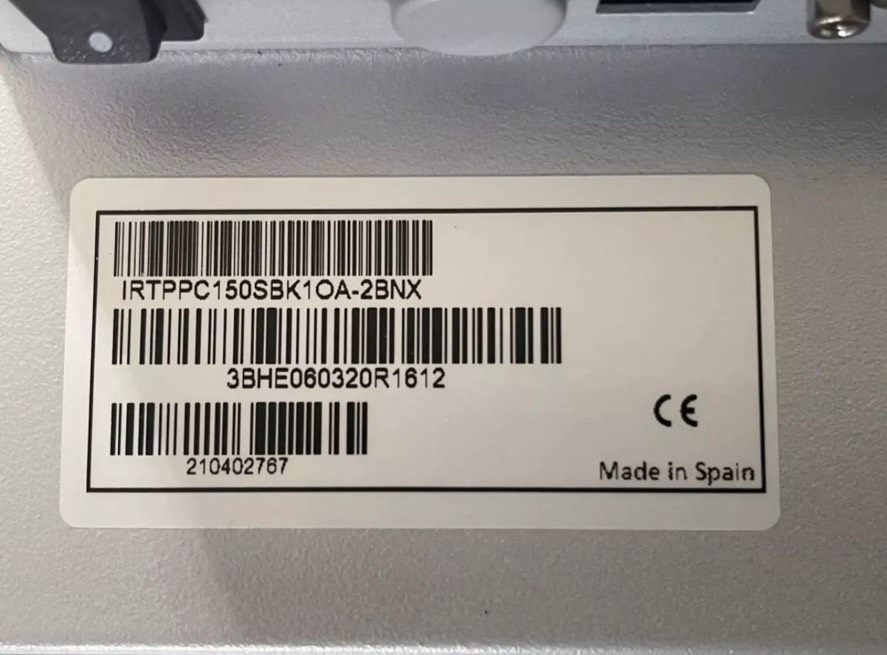 IRTPPC150SBK1OA-2BNX
3BHE060320R1612
210402767
CE
Made in Spain